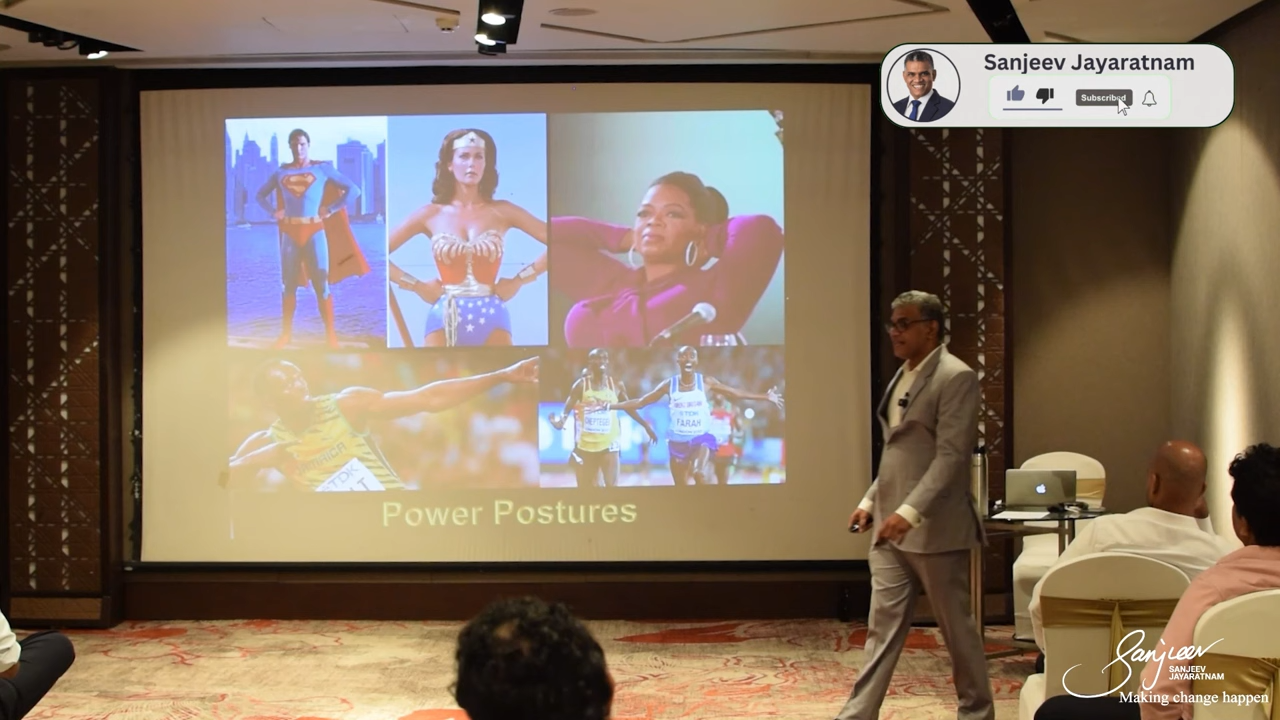 Sanjeev Jayaratnam
Subscribed
FARAH
Power Postures
Sanjeev
SANJEEV
JAYARATNAM
Making change happen